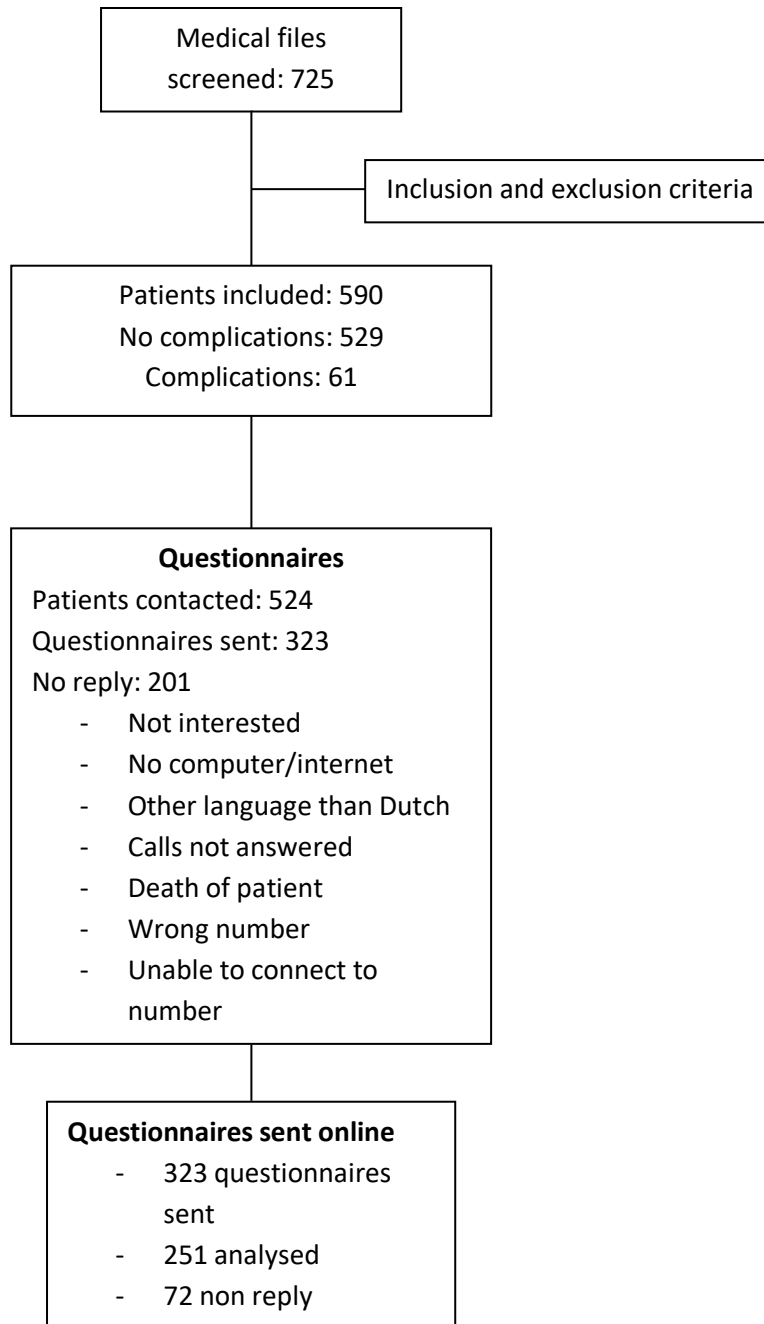 Medical files
screened: 725
Inclusion and exclusion criteria
Patients included: 590
No complications: 529
Complications: 61
Questionnaires
Patients contacted: 524
Questionnaires sent: 323
No reply: 201
- Not interested
- No computer/internet
- Other language than Dutch
- Calls not answered
- Death of patient
- Wrong number
- Unable to connect to
number
Questionnaires sent online
- 323 questionnaires
sent
- 251 analysed
- 72 non reply